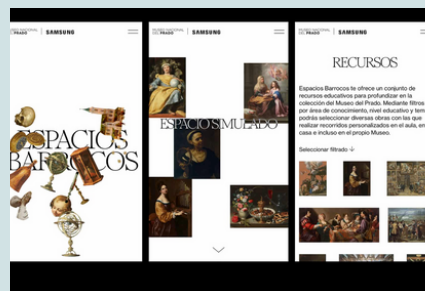 MUSEO NACIONAL
DEL PRADO
SAMSUNG
ESPACIOS
BARROCOS
MUSEO NACIONAL
DEL PRADO
SAMSUNG
ESPACIO SIMULADO
MUSEO NACIONAL
DEL PRADO
SAMSUNG
RECURSOS
Espacios Barrocos te ofrece un conjunto de
recursos educativos para profundizar en la
colección del Museo del Prado. Mediante filtros
por área de conocimiento, nivel educativo y tema
podrás seleccionar diversas obras con las que
realizar recorridos personalizados en el aula, en
casa e incluso en el propio Museo.
Seleccionar filtrado